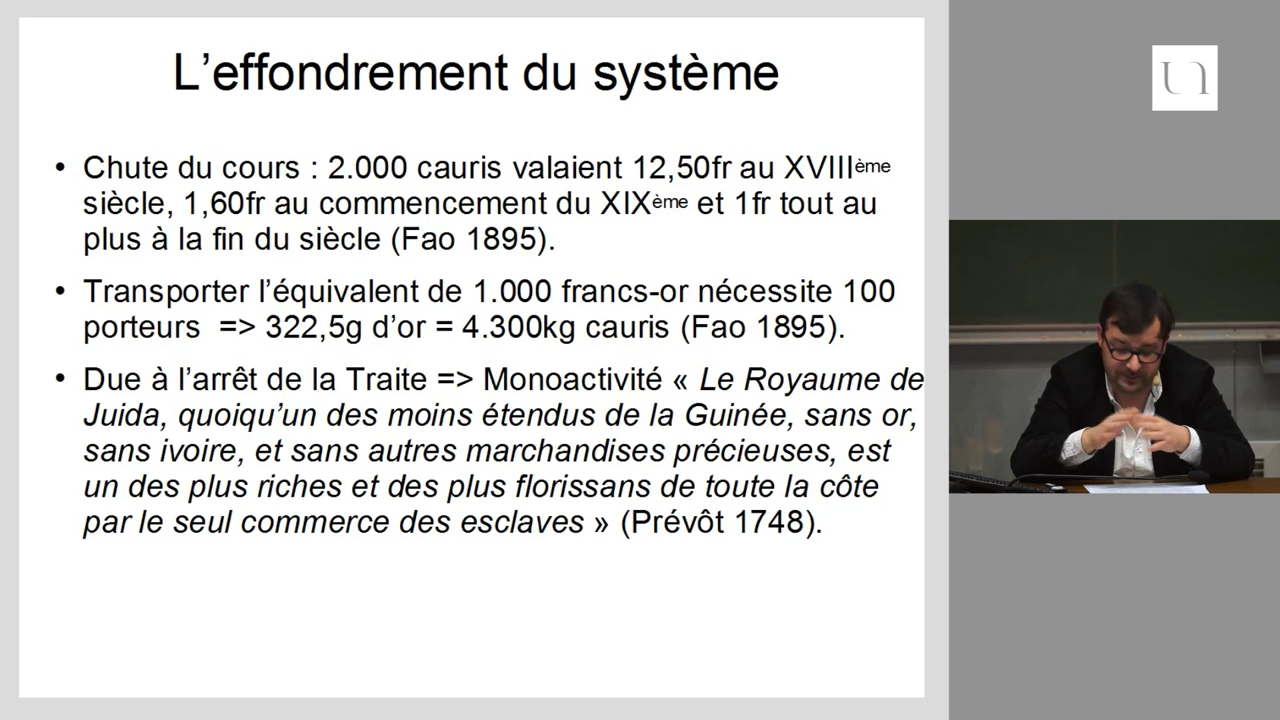 L’effondrement du système
• Chute du cours : 2.000 cauris valaient 12,50fr au XVIIIème
siècle, 1,60fr au commencement du XIXème et 1fr tout au
plus à la fin du siècle (Fao 1895).
• Transporter l’équivalent de 1.000 francs-or nécessite 100
porteurs => 322,5g d’or = 4.300kg cauris (Fao 1895).
• Due à l’arrêt de la Traite => Monoactivité « Le Royaume de
Juida, quoiqu’un des moins étendus de la Guinée, sans or,
sans ivoire, et sans autres marchandises précieuses, est
un des plus riches et des plus florissans de toute la côte
par le seul commerce des esclaves » (Prévôt 1748).